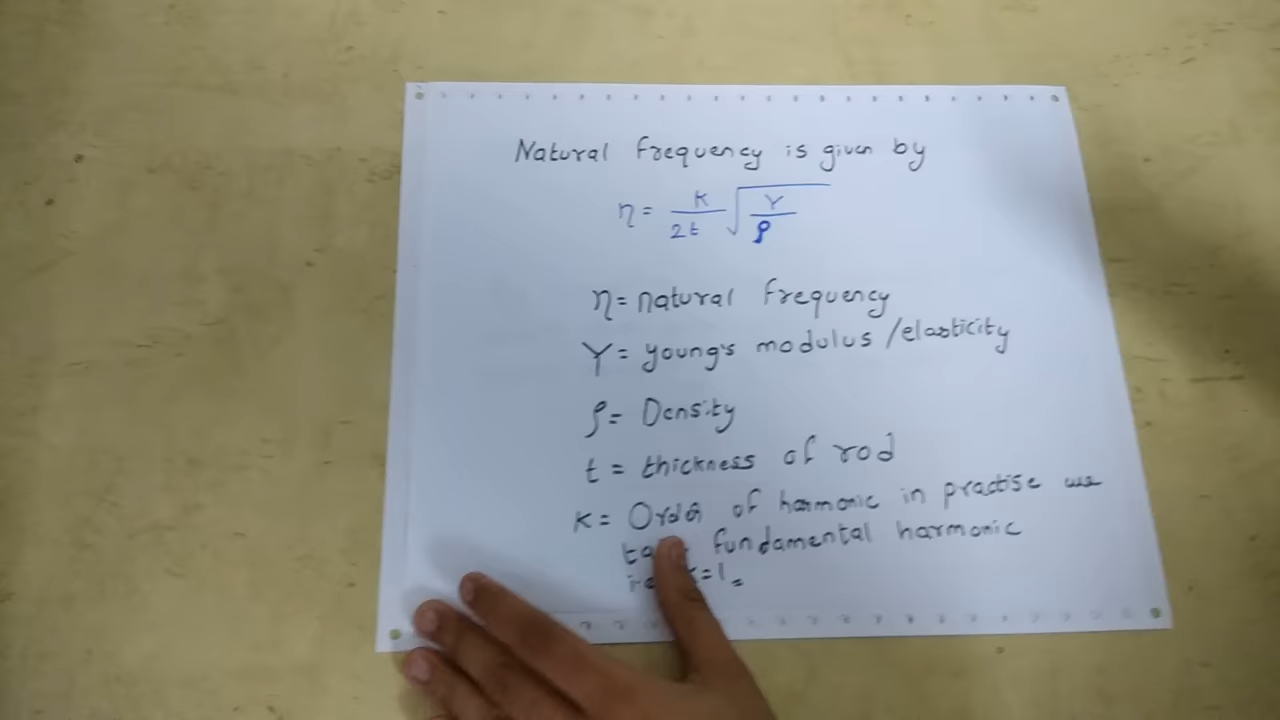 Natural frequency is given by
η = K/2t √Y/ρ
η = natural frequency
Y = young's modulus /elasticity
ρ = Density
t = thickness of rod
K = Order of harmonic in practise we
fundamental harmonic
=1